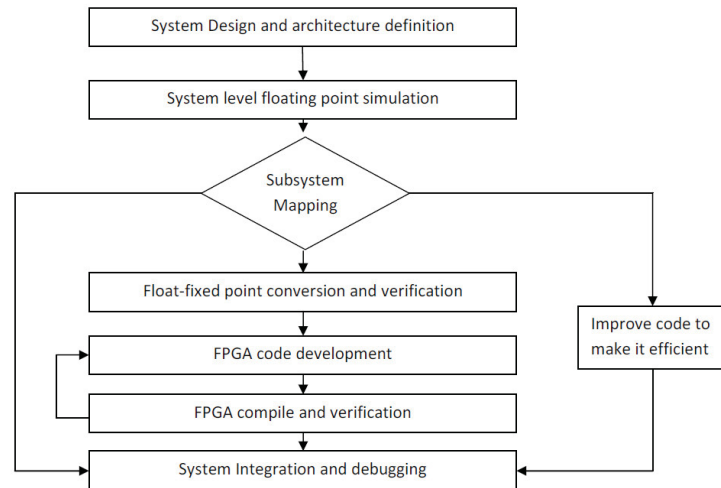 System Design and architecture definition
System level floating point simulation
Subsystem
Mapping
Float-fixed point conversion and verification
Improve code to
make it efficient
FPGA code development
FPGA compile and verification
System Integration and debugging